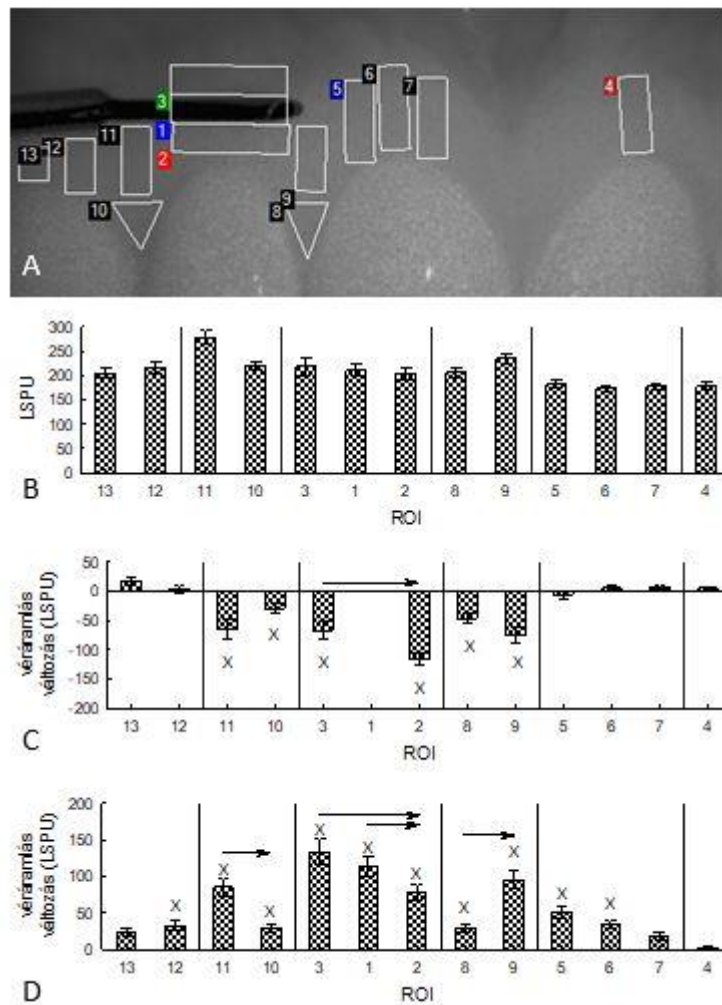 6
5
7
4
3
1
2
11
12
13
10
9
8
A
300
250
200
150
100
50
0
LSPU
13 12 11 10 3 1 2 8 9 5 6 7 4
ROI
B
50
0
-50
-100
-150
-200
véráramlás
változás (LSPU)
X X X X X X
13 12 11 10 3 1 2 8 9 5 6 7 4
ROI
C
200
150
100
50
0
véráramlás
változás (LSPU)
X X X X X X X X X X
13 12 11 10 3 1 2 8 9 5 6 7 4
ROI
D